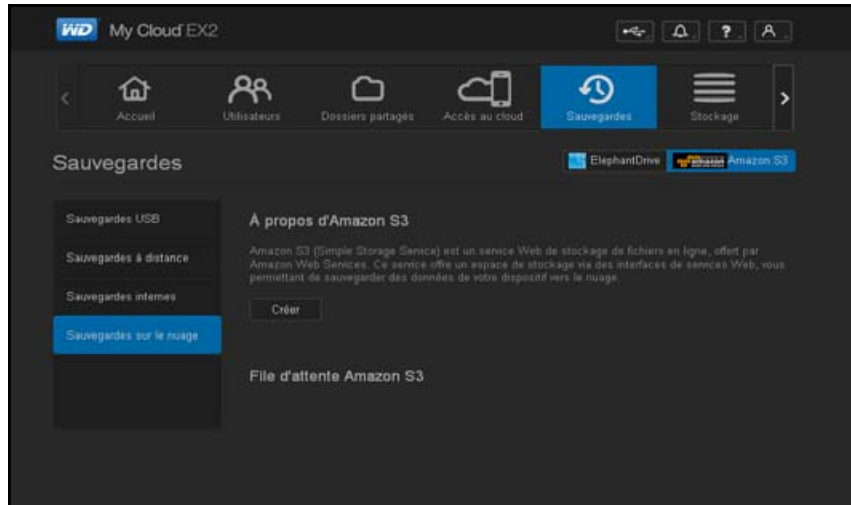 WD My Cloud EX2
?
Accueil
Utilisateurs
Dossiers partagés
Accès au cloud
Sauvegardes
Stockage
Sauvegardes
ElephantDrive
Amazon S3
Sauvegardes USB
Sauvegardes à distance
Sauvegardes internes
Sauvegardes sur le nuage
À propos d'Amazon S3
Amazon S3 (Simple Storage Service) est un service Web de stockage de fichiers en ligne, offert par
Amazon Web Services. Ce service offre un espace de stockage via des interfaces de services Web, vous
permettant de sauvegarder des données de votre dispositif vers le nuage.
Créer
File d'attente Amazon S3